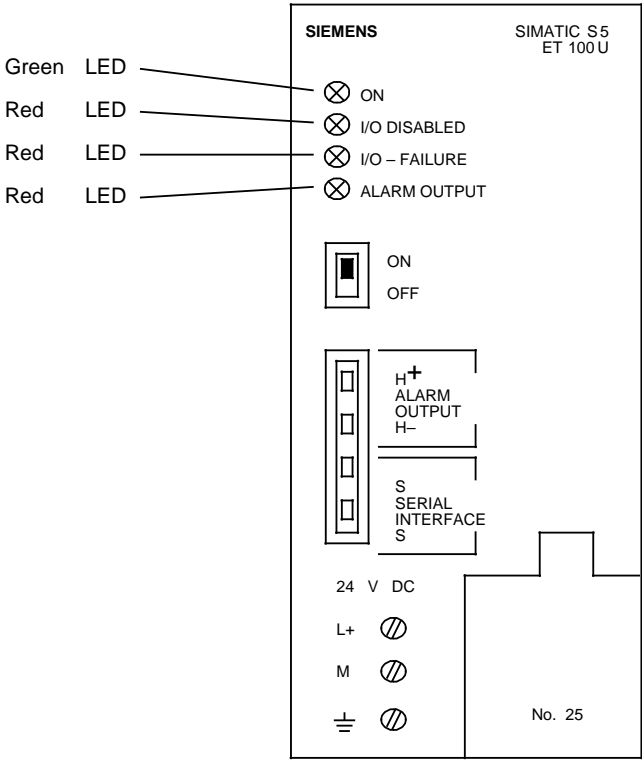 SIEMENS
SIMATIC S5
ET 100U
Green LED
ON
Red LED
I/O DISABLED
Red LED
I/O – FAILURE
Red LED
ALARM OUTPUT
ON
OFF
H+
ALARM
OUTPUT
H–
S
SERIAL
INTERFACE
S
24 V DC
L+
M
No. 25